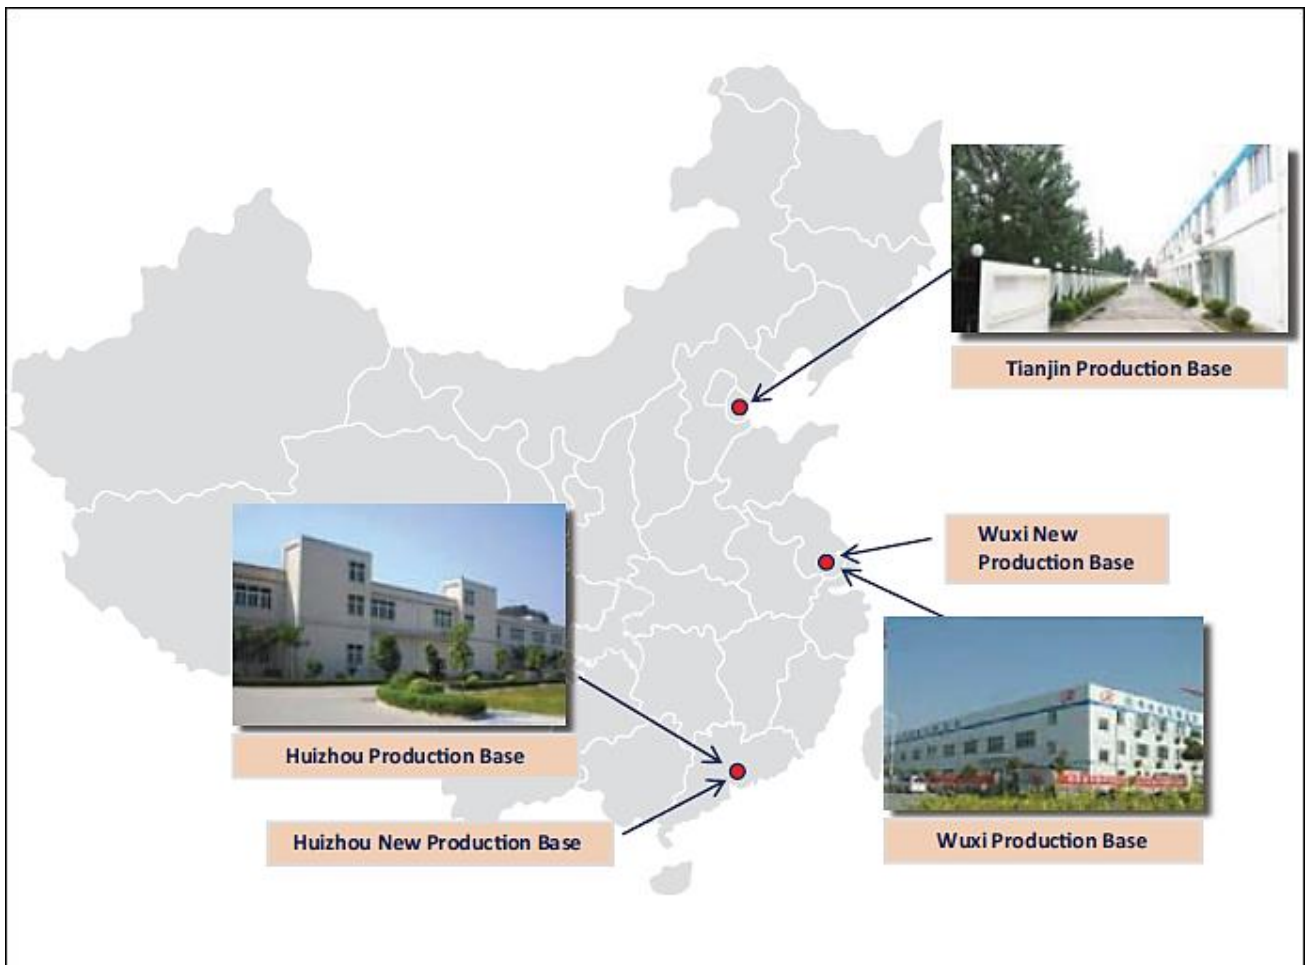 Tianjin Production Base
Wuxi New
Production Base
Huizhou Production Base
Wuxi Production Base
Huizhou New Production Base